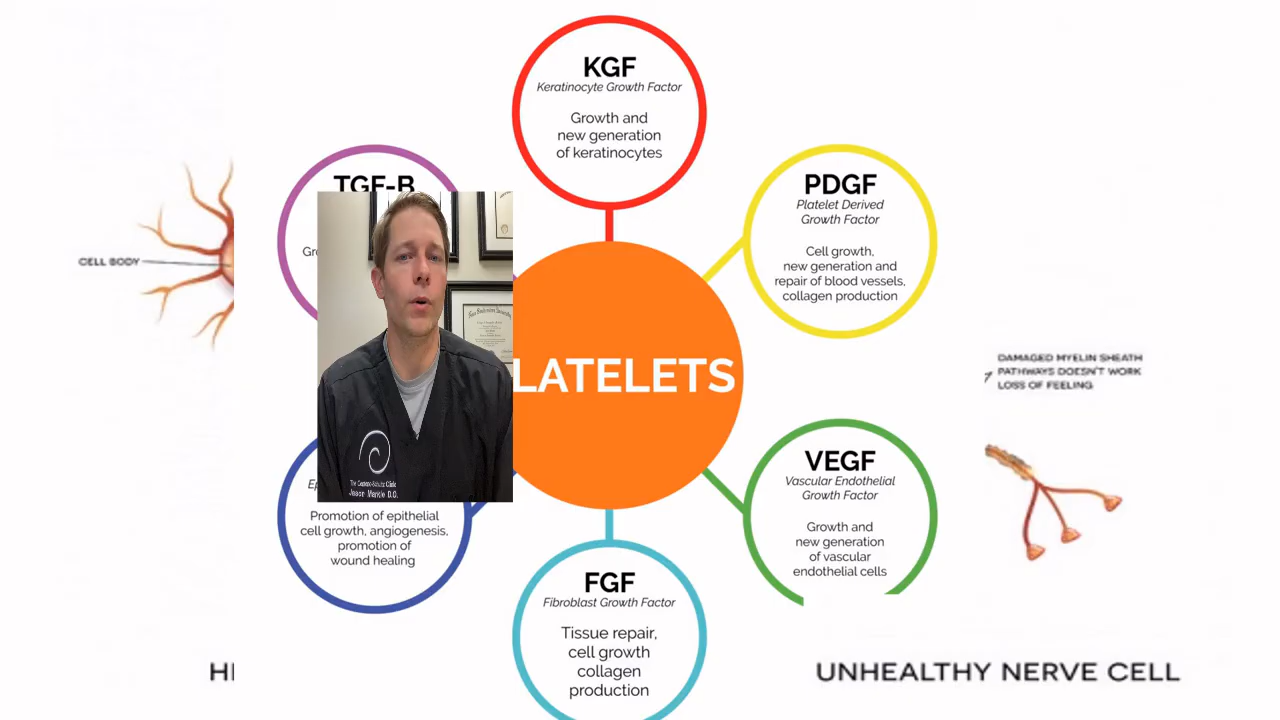 KGF
Keratinocyte Growth Factor
Growth and
new generation
of keratinocytes
TGF-B
PDGF
Platelet Derived
Growth Factor
Cell growth,
new generation and
repair of blood vessels,
collagen production
CELL BODY
LATELETS
DAMAGED MYELIN SHEATH
PATHWAYS DOESN'T WORK
LOSS OF FEELING
VEGF
Vascular Endothelial
Growth Factor
Growth and
new generation
of vascular
endothelial cells
Jason Markle D.O.
Promotion of epithelial
cell growth, angiogenesis,
promotion of
wound healing
FGF
Fibroblast Growth Factor
Tissue repair,
cell growth
collagen
production
UNHEALTHY NERVE CELL